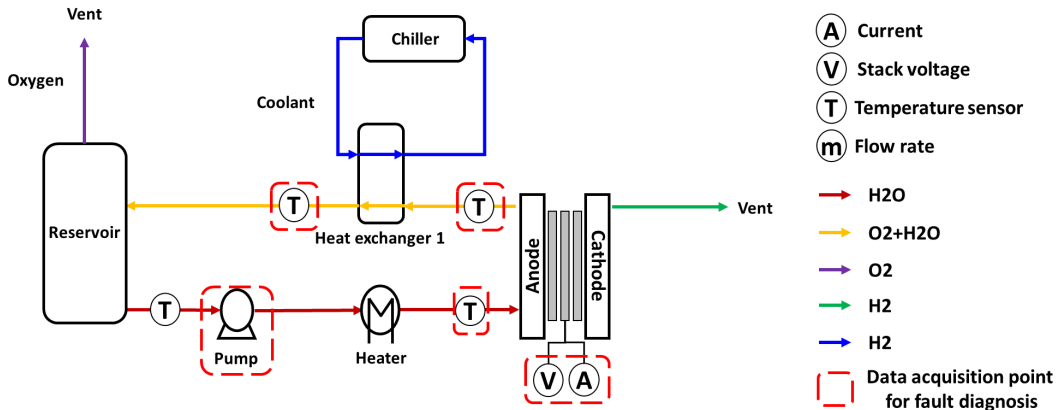 Vent
Oxygen
Chiller
Coolant
Reservoir
T
T
Heat exchanger 1
Anode
Cathode
Vent
T
Pump
M
Heater
T
V
A
A Current
V Stack voltage
T Temperature sensor
m Flow rate
H2O
O2+H2O
O2
H2
H2
Data acquisition point
for fault diagnosis